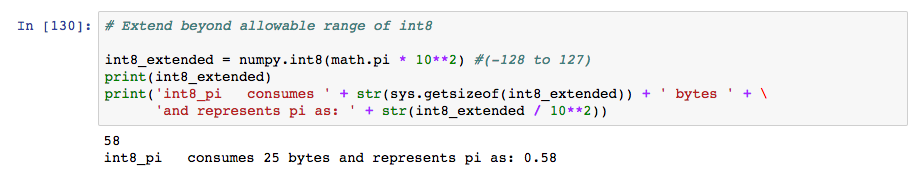 In [130]: # Extend beyond allowable range of int8
int8_extended = numpy.int8(math.pi * 10**2) #(-128 to 127)
print(int8_extended)
print('int8_pi   consumes ' + str(sys.getsizeof(int8_extended)) + ' bytes ' + \
      'and represents pi as: ' + str(int8_extended / 10**2))
58
int8_pi   consumes 25 bytes and represents pi as: 0.58